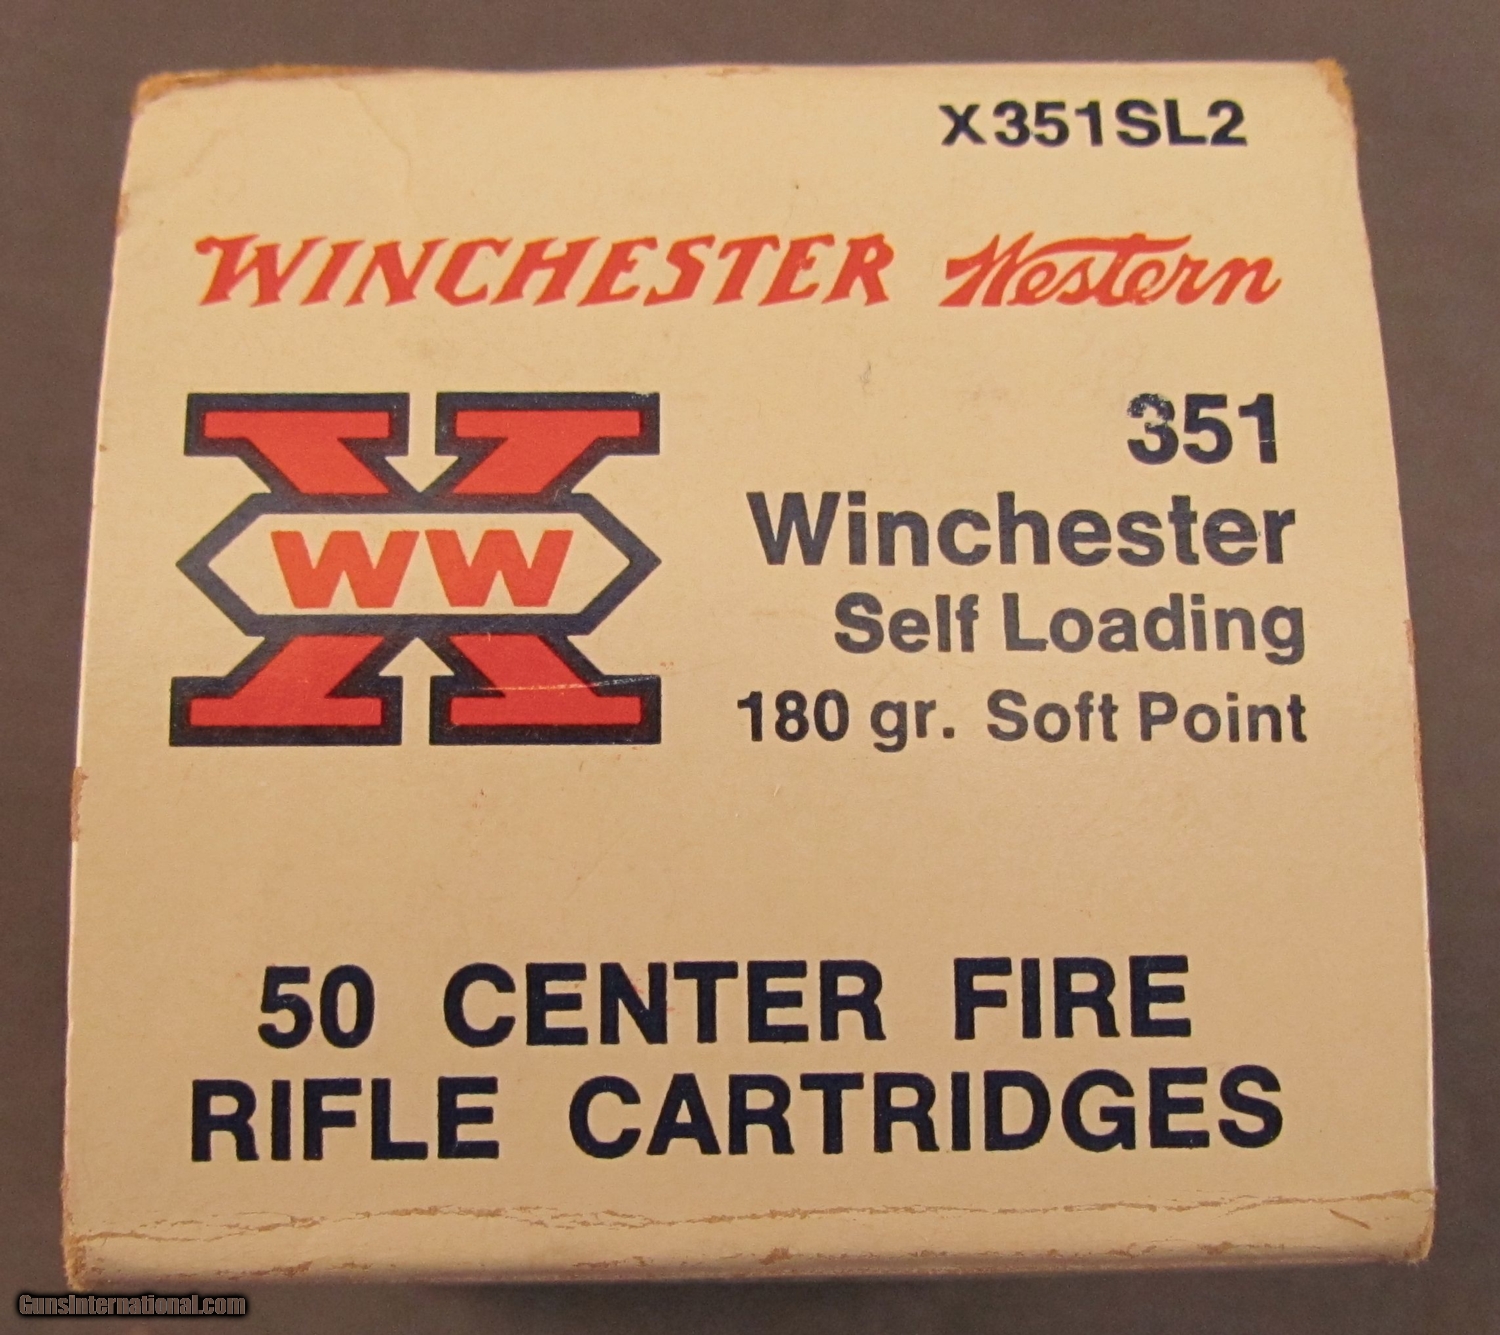 X351SL2
WINCHESTER Western
WW
351
Winchester
Self Loading
180 gr. Soft Point
50 CENTER FIRE
RIFLE CARTRIDGES
GunsInternational.com